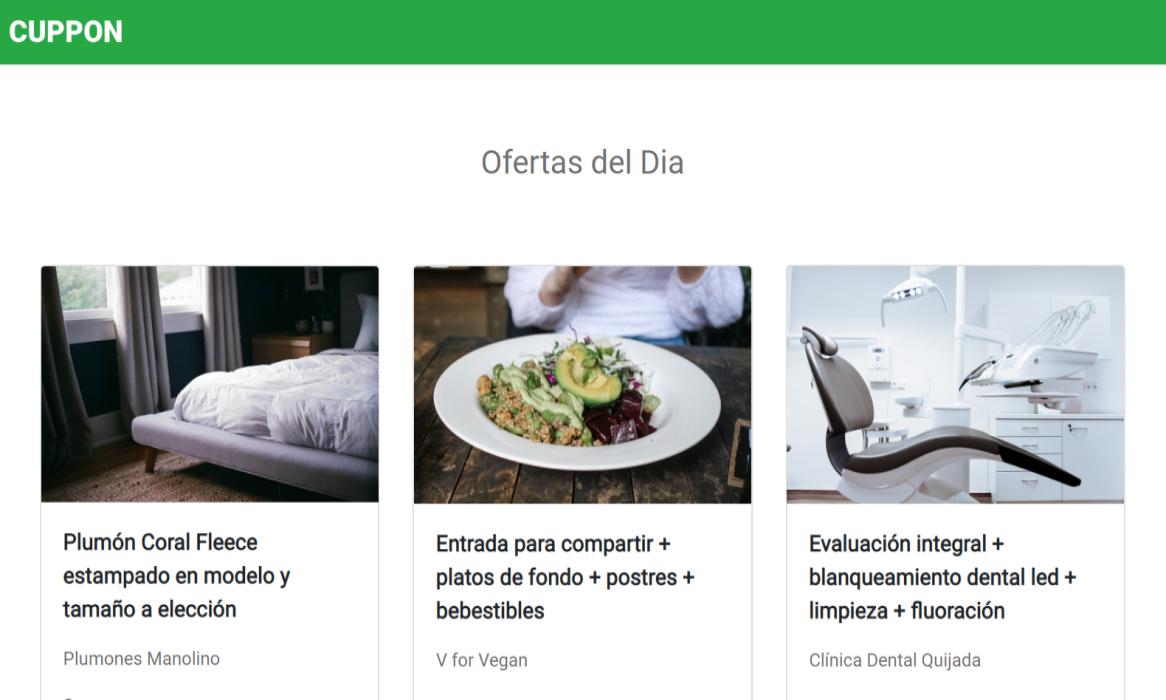 CUPPON
Ofertas del Dia
Plumón Coral Fleece
estampado en modelo y
tamaño a elección
Plumones Manolino
Entrada para compartir +
platos de fondo + postres +
bebestibles
V for Vegan
Evaluación integral +
blanqueamiento dental led +
limpieza + fluoración
Clínica Dental Quijada